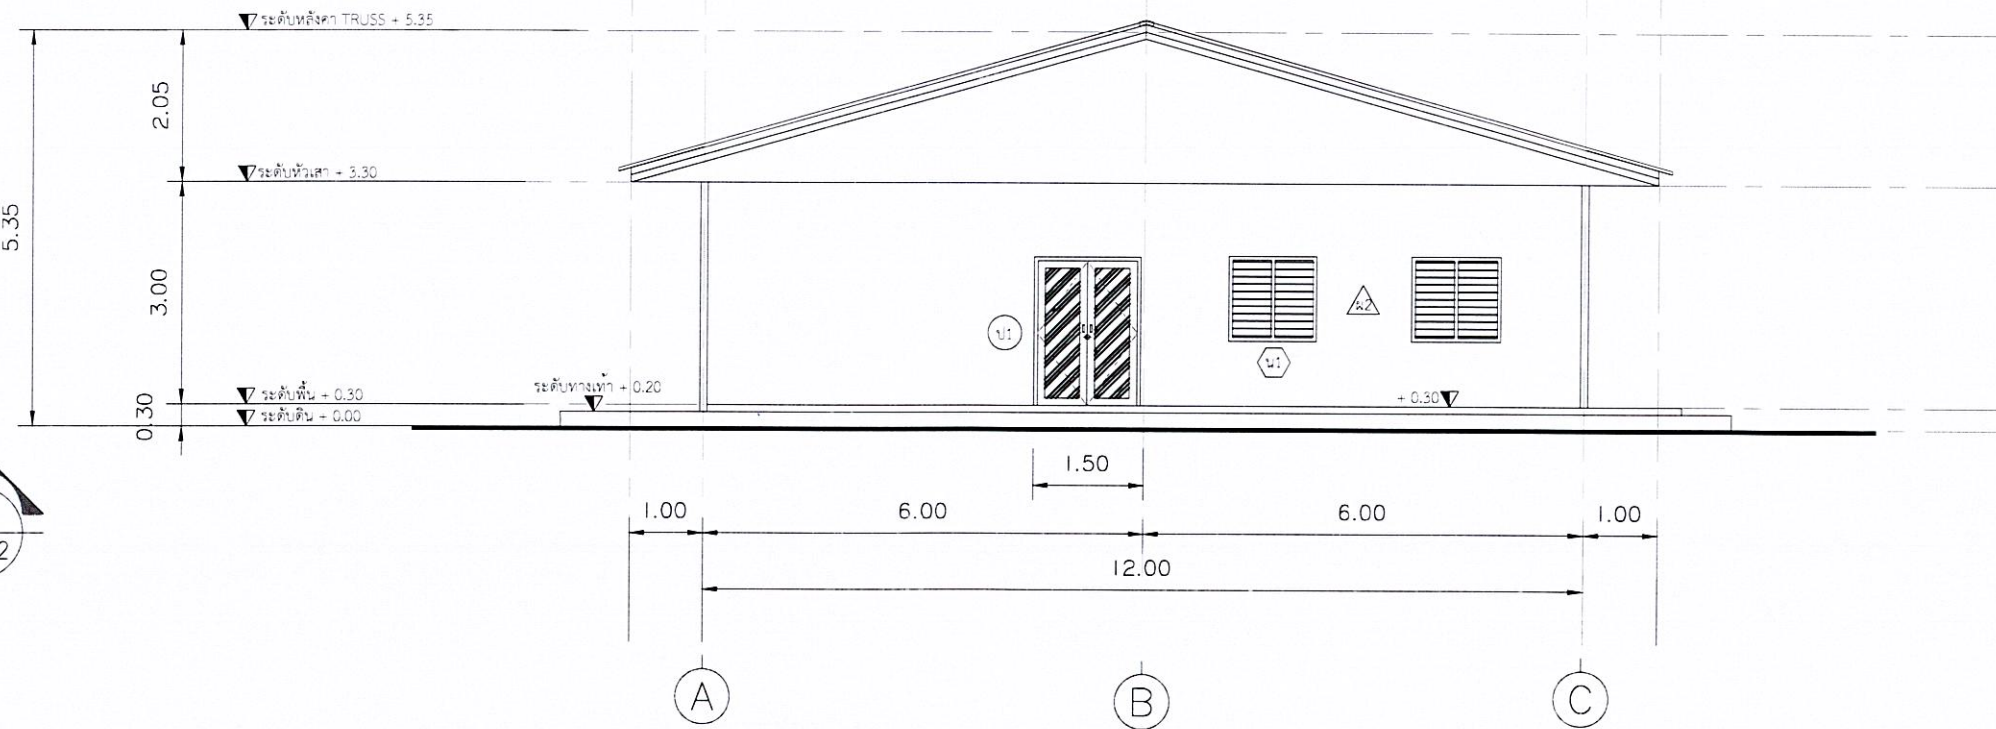 ระดับหลังคา TRUSS + 5.35
2.05
ระดับหัวเสา + 3.30
5.35
3.00
ป1
ผ2
น1
ระดับพื้น + 0.30
ระดับทางเท้า + 0.20
+ 0.30
0.30
ระดับดิน + 0.00
1.50
1.00
6.00
6.00
1.00
12.00
2
A
B
C